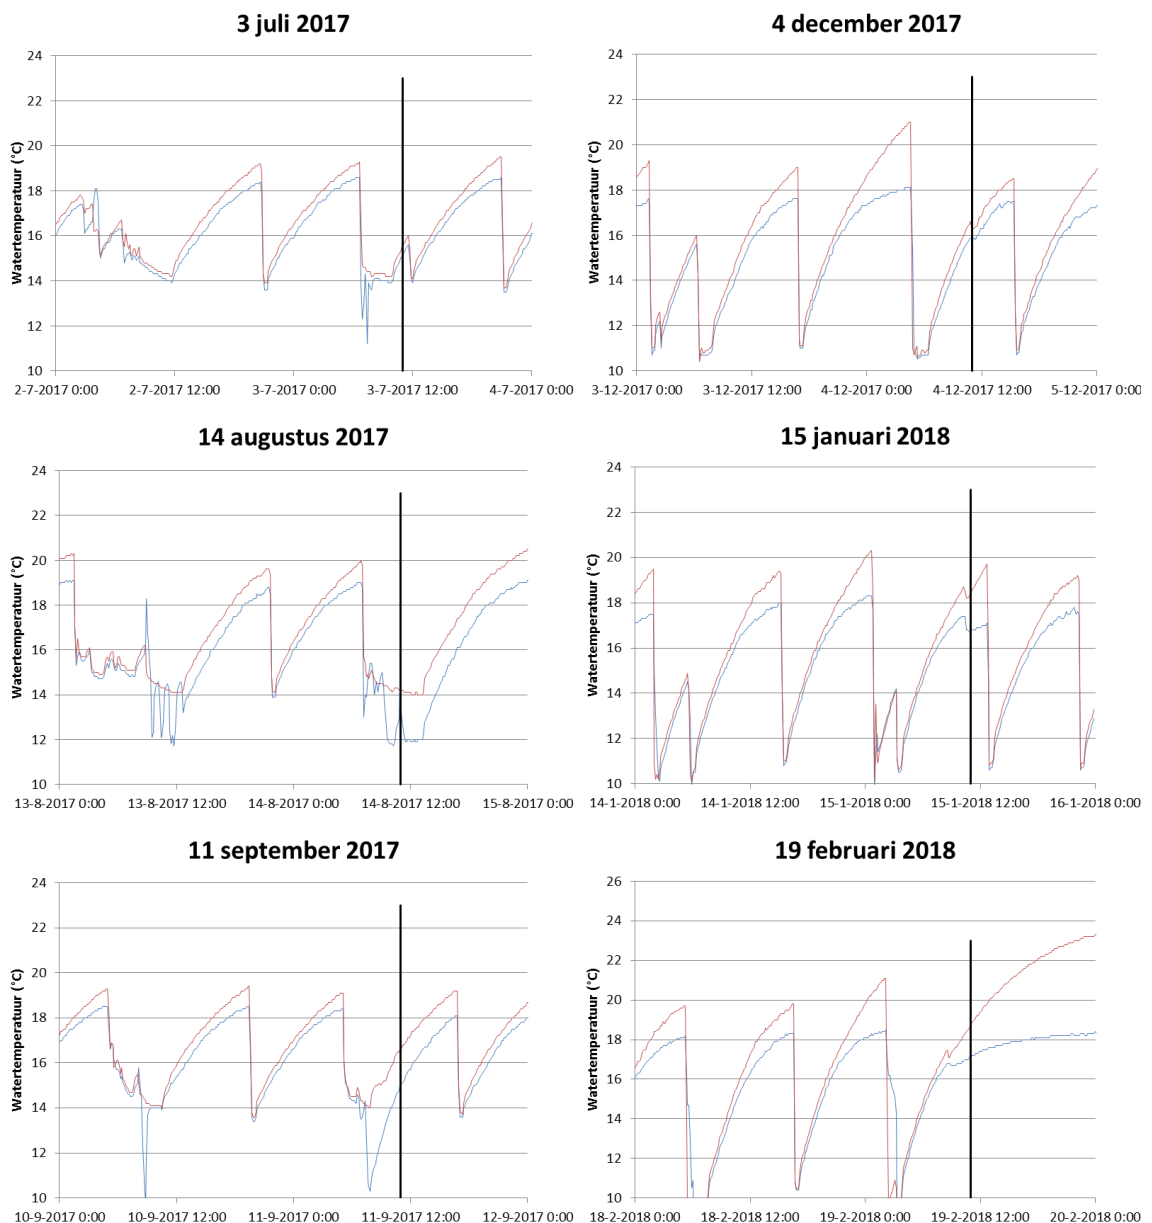 3 juli 2017
24
22
20
18
16
14
12
10
Watertemperatuur (°C)
2-7-2017 0:00 2-7-2017 12:00 3-7-2017 0:00 3-7-2017 12:00 4-7-2017 0:00
4 december 2017
24
22
20
18
16
14
12
10
Watertemperatuur (°C)
3-12-2017 0:00 3-12-2017 12:00 4-12-2017 0:00 4-12-2017 12:00 5-12-2017 0:00
14 augustus 2017
24
22
20
18
16
14
12
10
Watertemperatuur (°C)
13-8-2017 0:00 13-8-2017 12:00 14-8-2017 0:00 14-8-2017 12:00 15-8-2017 0:00
15 januari 2018
24
22
20
18
16
14
12
10
Watertemperatuur (°C)
14-1-2018 0:00 14-1-2018 12:00 15-1-2018 0:00 15-1-2018 12:00 16-1-2018 0:00
11 september 2017
24
22
20
18
16
14
12
10
Watertemperatuur (°C)
10-9-2017 0:00 10-9-2017 12:00 11-9-2017 0:00 11-9-2017 12:00 12-9-2017 0:00
19 februari 2018
26
24
22
20
18
16
14
12
10
Watertemperatuur (°C)
18-2-2018 0:00 18-2-2018 12:00 19-2-2018 0:00 19-2-2018 12:00 20-2-2018 0:00